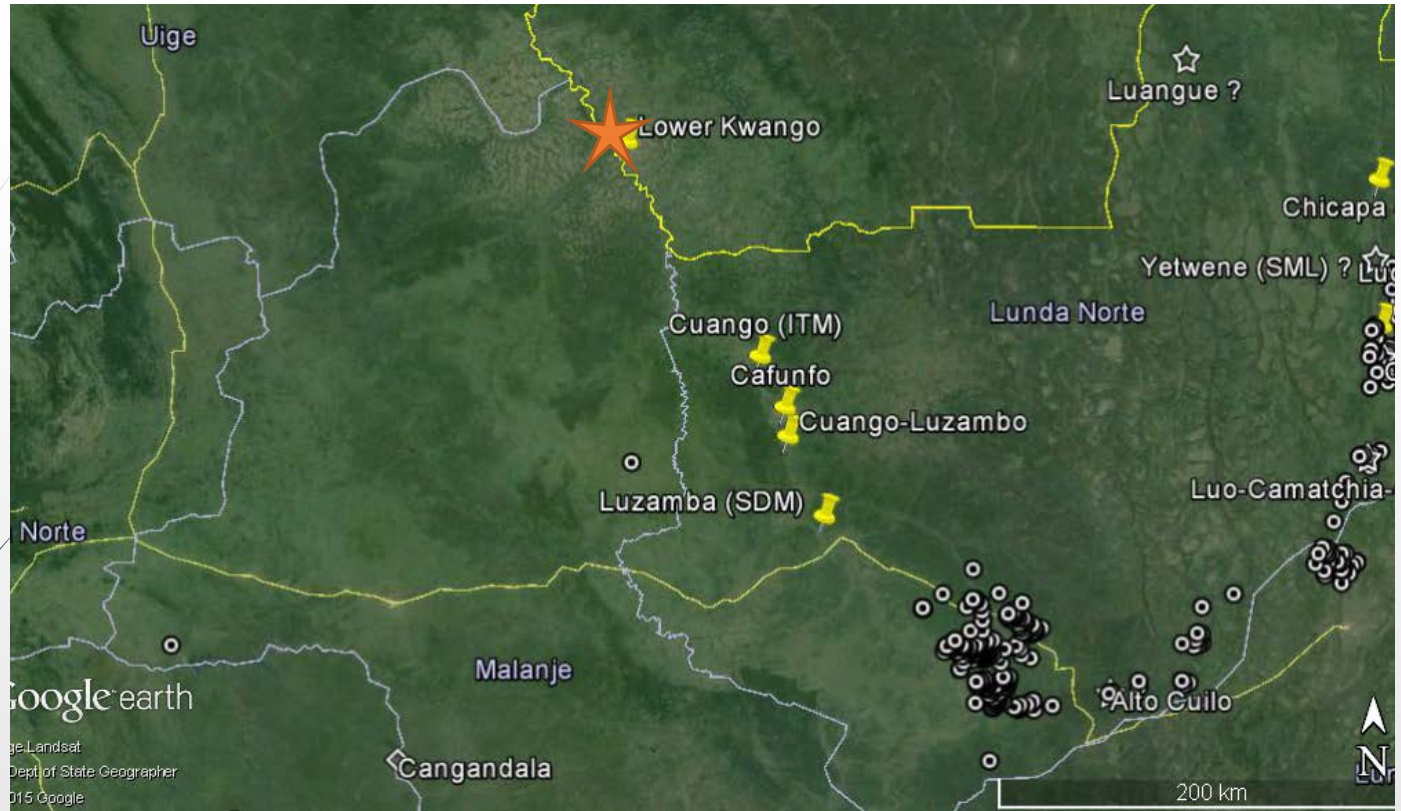 Uige
Luangue ?
Lower Kwango
Chicapa
Yetwene (SML) ?
Lunda Norte
Cuango (ITM)
Cafunfo
Cuango-Luzambo
Luzamba (SDM)
Luo-Camatchia-
Norte
Malanje
Alto Cuilo
Google earth
Landsat
Dept of State Geographer
Cangandala
N
200 km
Google